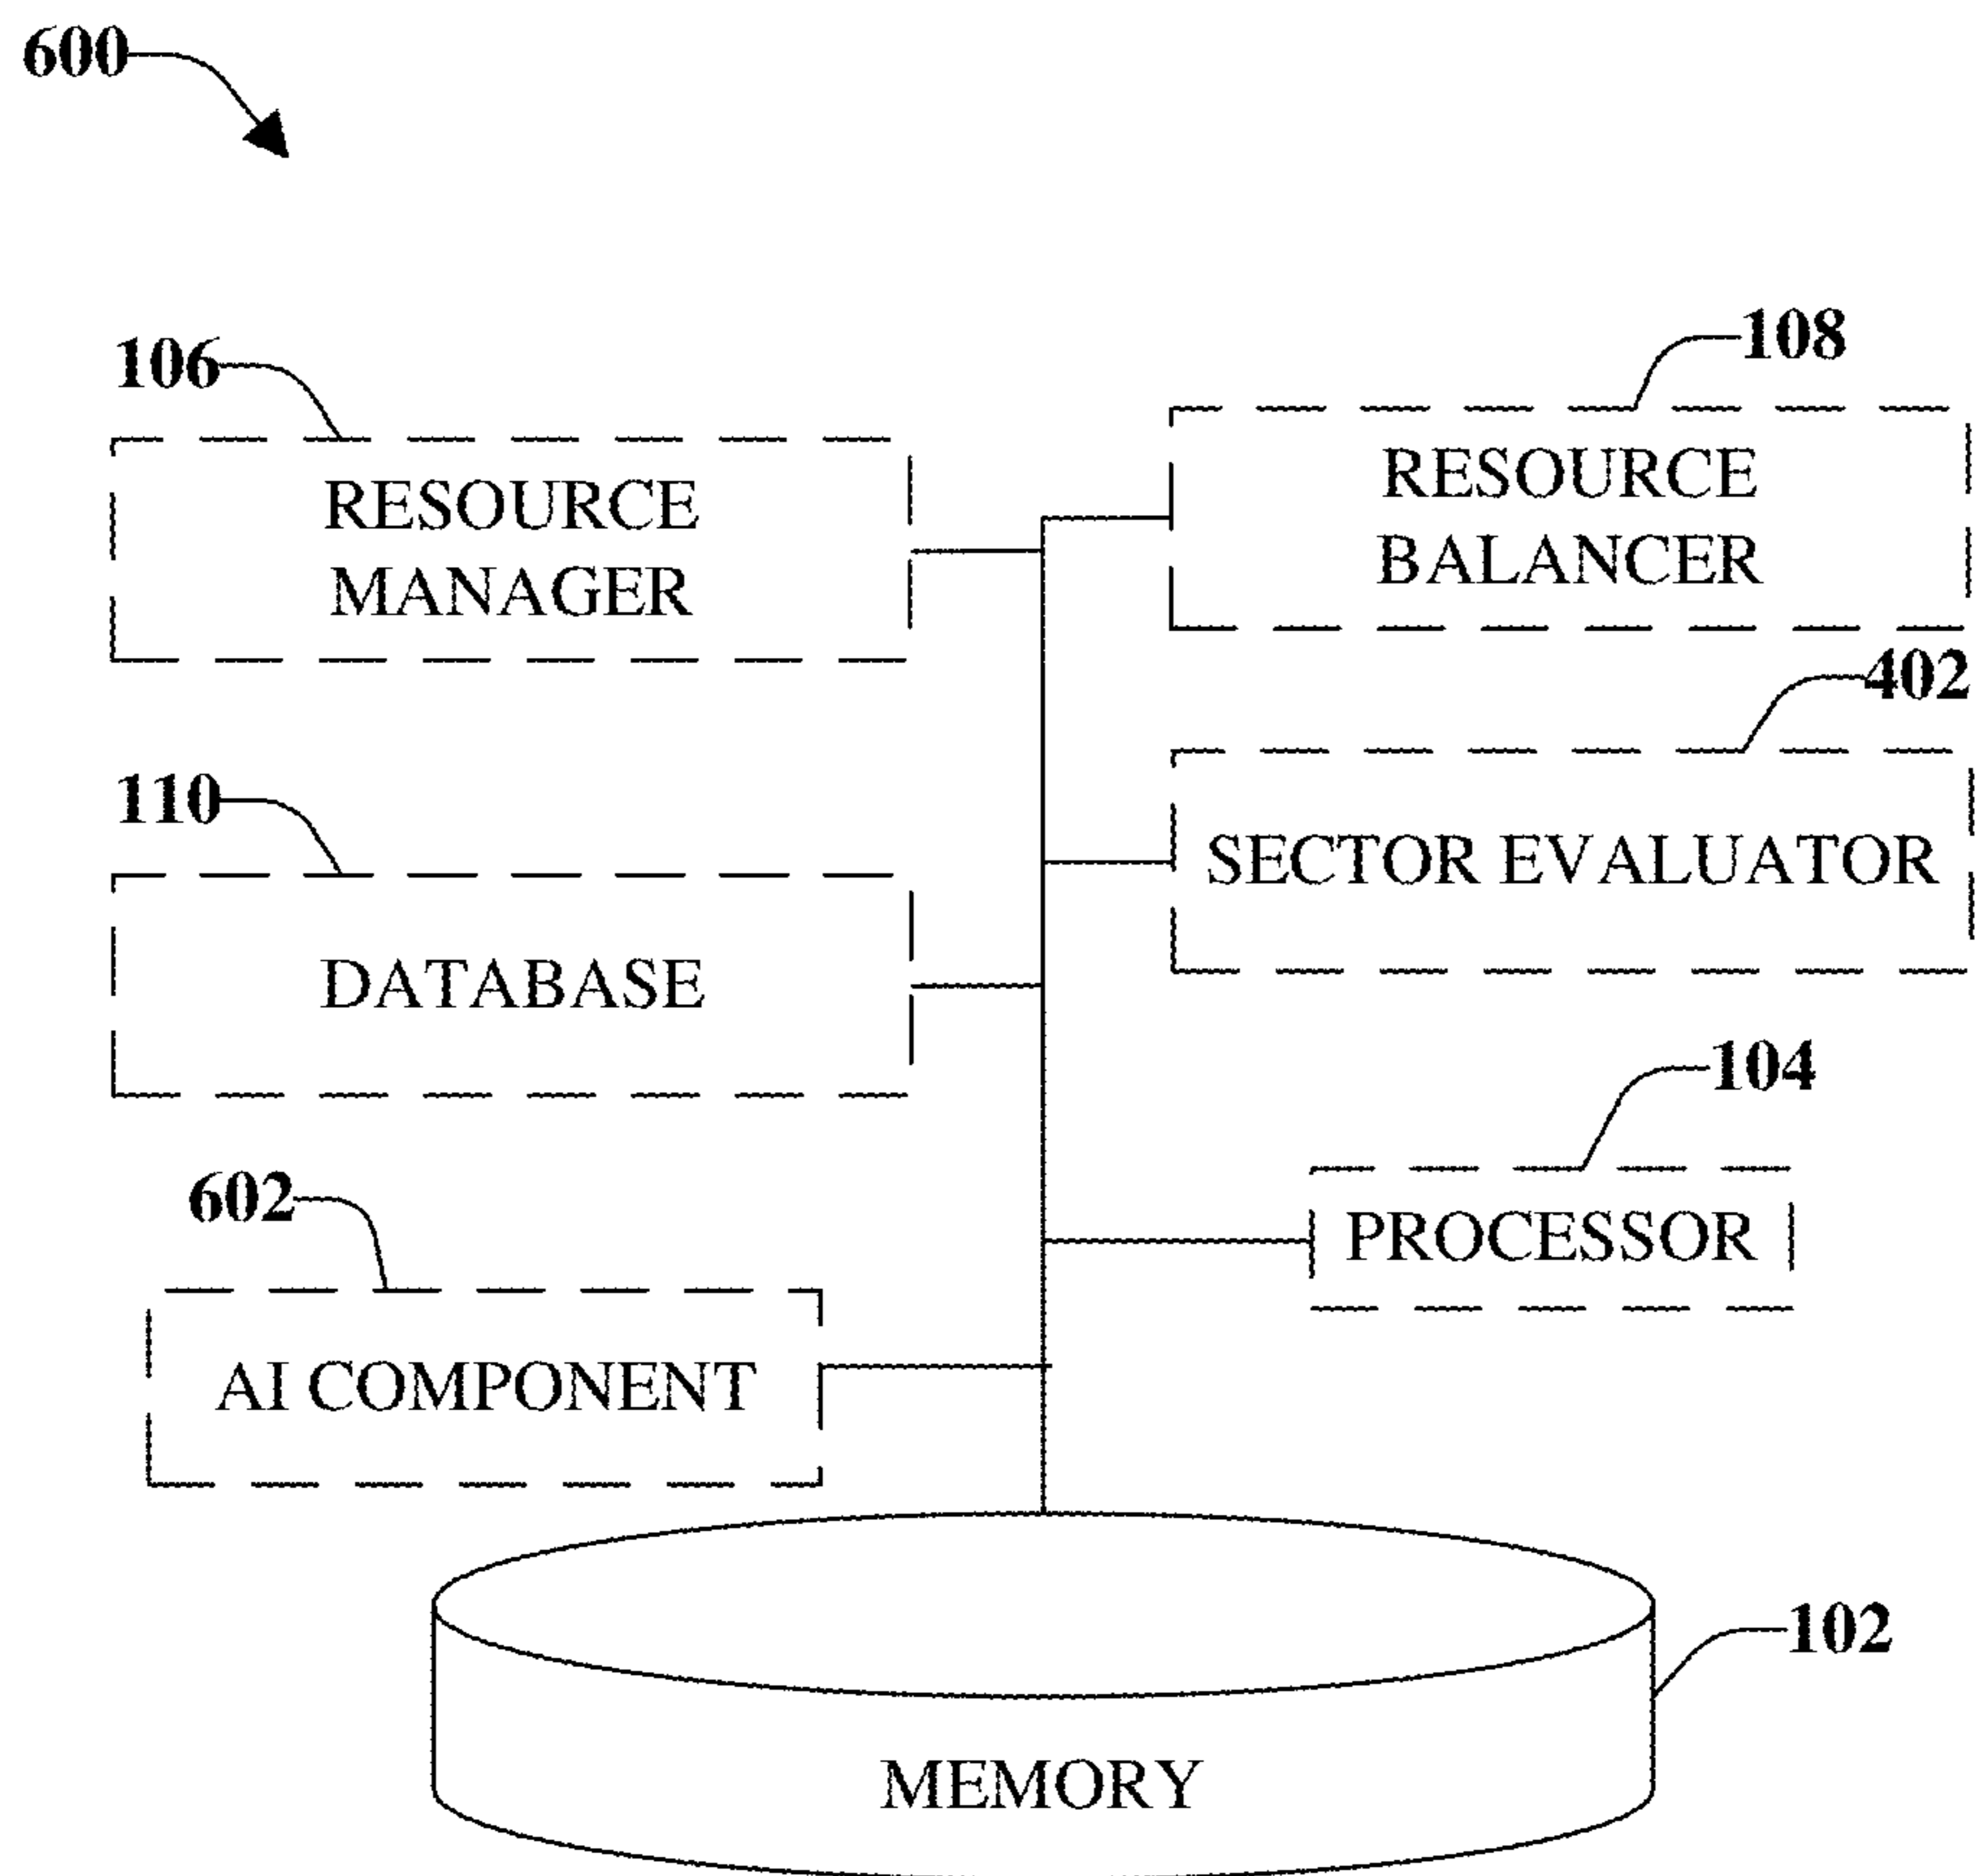 600
106
108
RESOURCE
MANAGER
RESOURCE
BALANCER
402
110
SECTOR EVALUATOR
DATABASE
104
602
PROCESSOR
AI COMPONENT
102
MEMORY